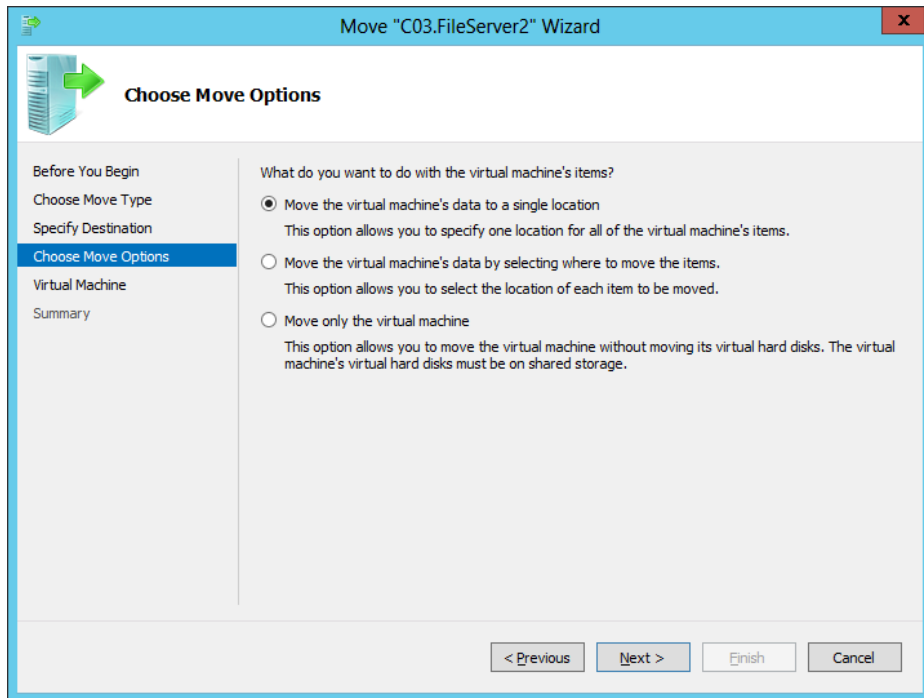 Move "C03.FileServer2" Wizard
x
Choose Move Options
Before You Begin
Choose Move Type
Specify Destination
Choose Move Options
Virtual Machine
Summary
What do you want to do with the virtual machine's items?
Move the virtual machine's data to a single location
This option allows you to specify one location for all of the virtual machine's items.
Move the virtual machine's data by selecting where to move the items.
This option allows you to select the location of each item to be moved.
Move only the virtual machine
This option allows you to move the virtual machine without moving its virtual hard disks. The virtual
machine's virtual hard disks must be on shared storage.
< Previous
Next >
Finish
Cancel